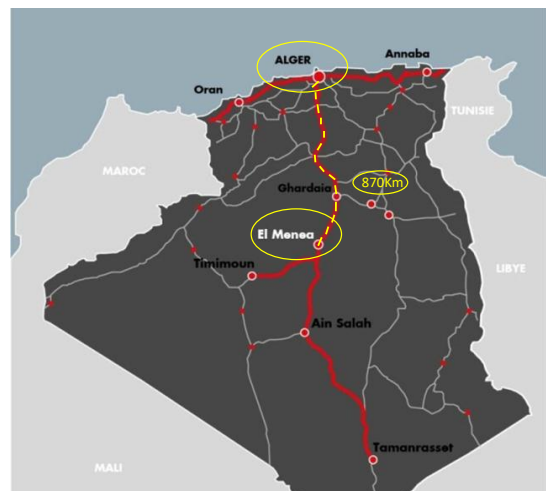 ALGER
Annaba
Oran
TUNISIE
MAROC
870Km
Ghardaia
El Menea
Timimoun
LIBYE
Ain Salah
Tamanrasset
MALI